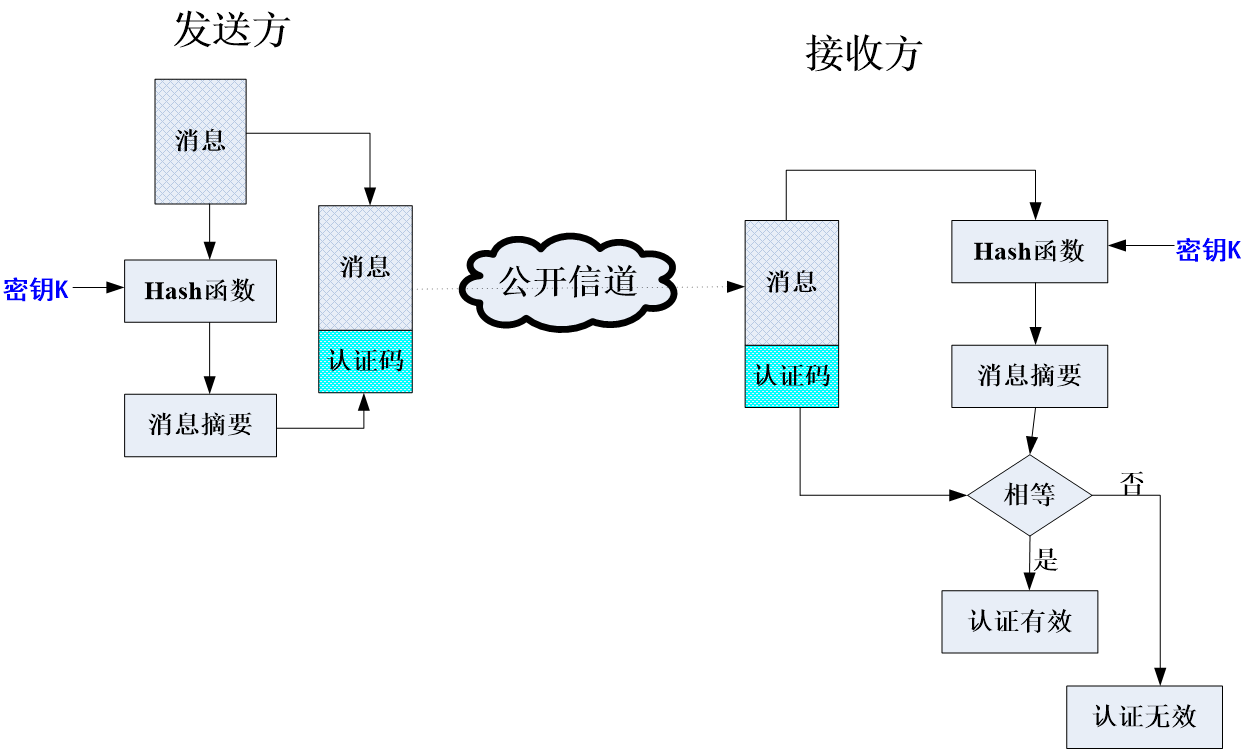 发送方
消息
密钥K
Hash函数
消息摘要
消息
认证码
公开信道
接收方
消息
认证码
Hash函数
密钥K
消息摘要
相等
否
是
认证有效
认证无效